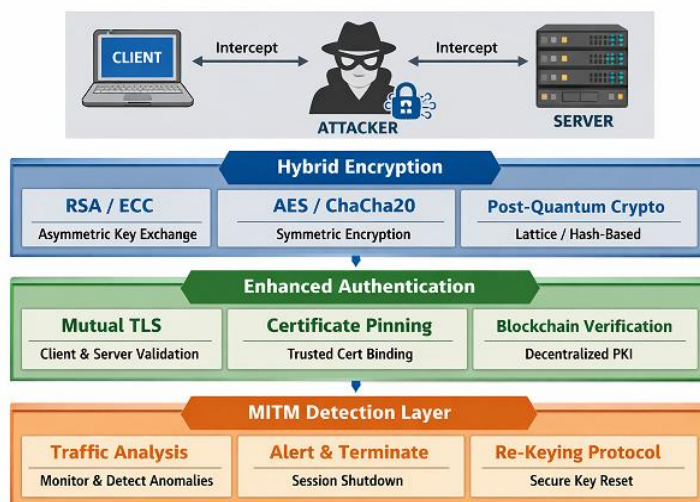 CLIENT
Intercept
Intercept
ATTACKER
SERVER
Hybrid Encryption
RSA / ECC
Asymmetric Key Exchange
AES / ChaCha20
Symmetric Encryption
Post-Quantum Crypto
Lattice / Hash-Based
Enhanced Authentication
Mutual TLS
Client & Server Validation
Certificate Pinning
Trusted Cert Binding
Blockchain Verification
Decentralized PKI
MITM Detection Layer
Traffic Analysis
Monitor & Detect Anomalies
Alert & Terminate
Session Shutdown
Re-Keying Protocol
Secure Key Reset